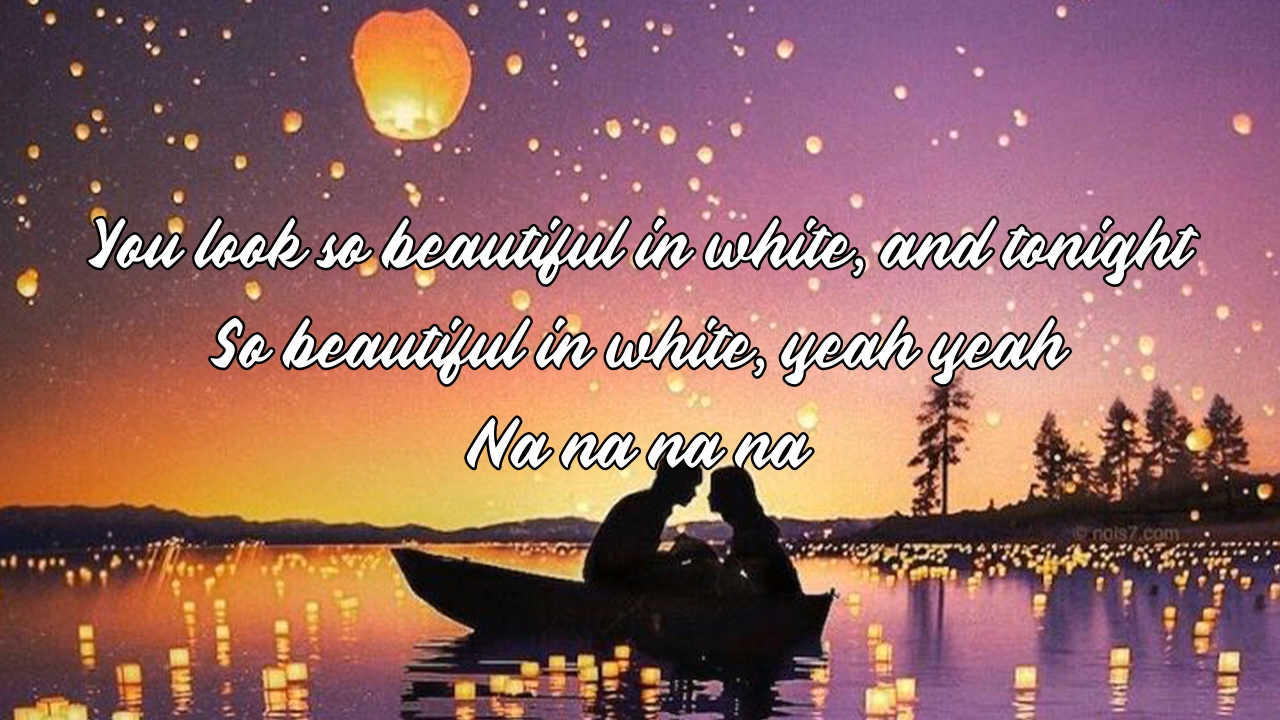 You look so beautiful in white, and tonight
So beautiful in white, yeah yeah
Na na na na
© nois7.com